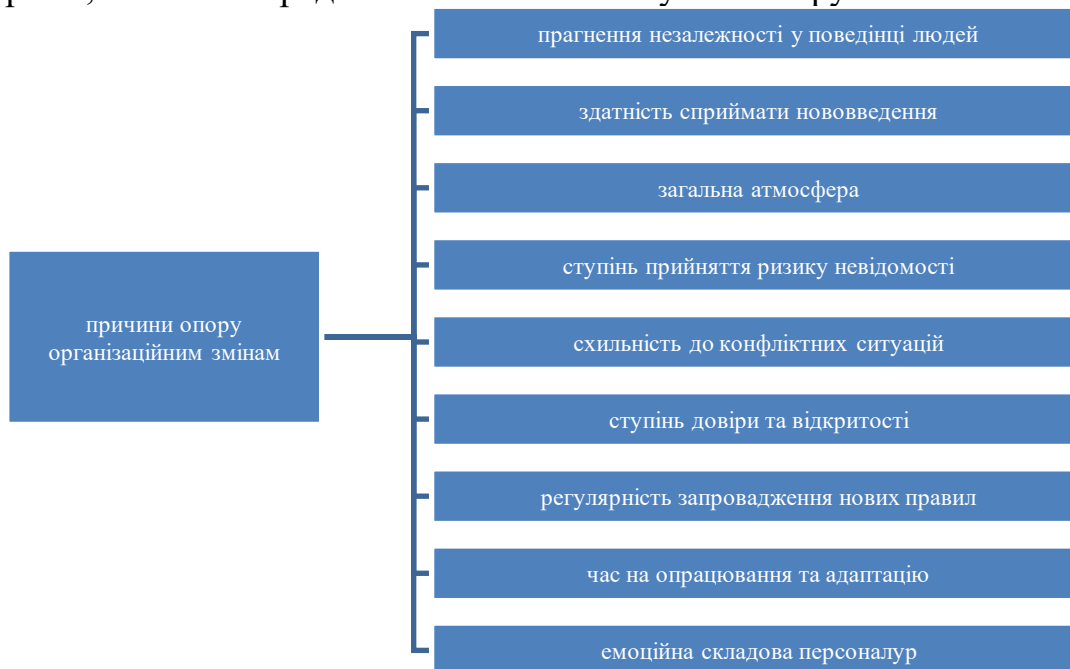 прагнення незалежності у поведінці людей
здатність сприймати нововведення
загальна атмосфера
ступінь прийняття ризику невідомості
причини опору
організаційним змінам
схильність до конфліктних ситуацій
ступінь довіри та відкритості
регулярність запровадження нових правил
час на опрацювання та адаптацію
емоційна складова персоналур